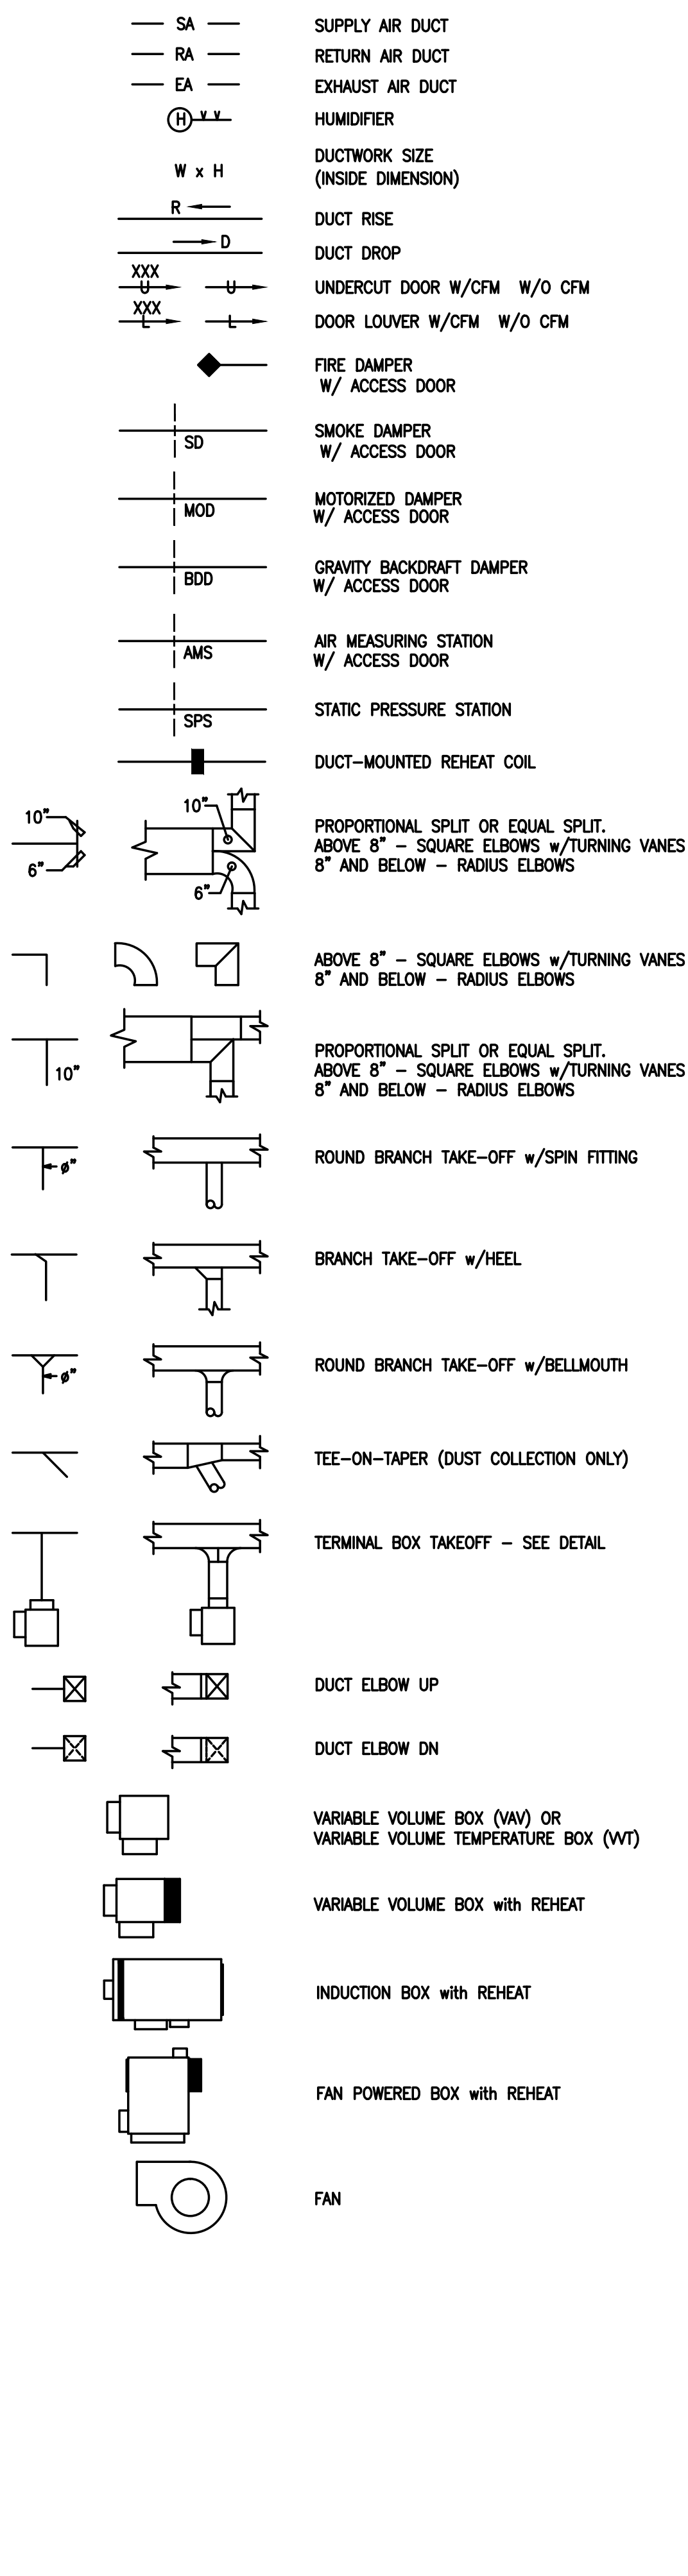 SA SUPPLY AIR DUCT
RA RETURN AIR DUCT
EA EXHAUST AIR DUCT
H HUMIDIFIER
W x H DUCTWORK SIZE
(INSIDE DIMENSION)
R DUCT RISE
D DUCT DROP
XXX
U U UNDERCUT DOOR W/CFM W/O CFM
XXX
L L DOOR LOUVER W/CFM W/O CFM
FIRE DAMPER
W/ ACCESS DOOR
SMOKE DAMPER
SD W/ ACCESS DOOR
MOTORIZED DAMPER
MOD W/ ACCESS DOOR
GRAVITY BACKDRAFT DAMPER
BDD W/ ACCESS DOOR
AIR MEASURING STATION
AMS W/ ACCESS DOOR
STATIC PRESSURE STATION
SPS
DUCT-MOUNTED REHEAT COIL
10" 10"
PROPORTIONAL SPLIT OR EQUAL SPLIT.
ABOVE 8" - SQUARE ELBOWS w/TURNING VANES
6" 8" AND BELOW - RADIUS ELBOWS
6"
ABOVE 8" - SQUARE ELBOWS w/TURNING VANES
8" AND BELOW - RADIUS ELBOWS
PROPORTIONAL SPLIT OR EQUAL SPLIT.
10" ABOVE 8" - SQUARE ELBOWS w/TURNING VANES
8" AND BELOW - RADIUS ELBOWS
ø" ROUND BRANCH TAKE-OFF w/SPIN FITTING
BRANCH TAKE-OFF w/HEEL
ø" ROUND BRANCH TAKE-OFF w/BELLMOUTH
TEE-ON-TAPER (DUST COLLECTION ONLY)
TERMINAL BOX TAKEOFF - SEE DETAIL
DUCT ELBOW UP
DUCT ELBOW DN
VARIABLE VOLUME BOX (VAV) OR
VARIABLE VOLUME TEMPERATURE BOX (VVT)
VARIABLE VOLUME BOX with REHEAT
INDUCTION BOX with REHEAT
FAN POWERED BOX with REHEAT
FAN